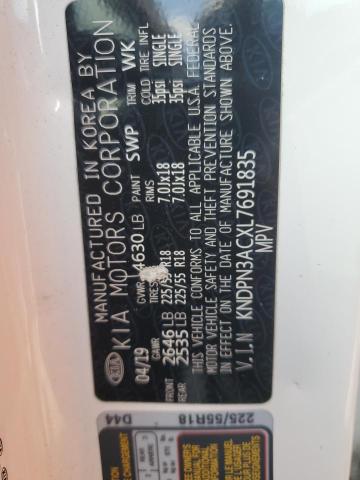 MANUFACTURED IN KOREA BY
KIA KIA MOTORS CORPORATION
04/19 GVWR 4630 LB PAINT SWP TRIM WK
GAWR TIRES RIMS COLD TIRE INFL
FRONT 2646 LB 225/55 R18 7.0JX18 35psi SINGLE
REAR 2535 LB 225/55 R18 7.0JX18 35psi SINGLE
THIS VEHICLE CONFORMS TO ALL APPLICABLE U.S.A. FEDERAL
MOTOR VEHICLE SAFETY AND THEFT PREVENTION STANDARDS
IN EFFECT ON THE DATE OF MANUFACTURE SHOWN ABOVE.
V.I.N KNDPN3ACXL7691835
MPV
D44 225/55R18
REAR